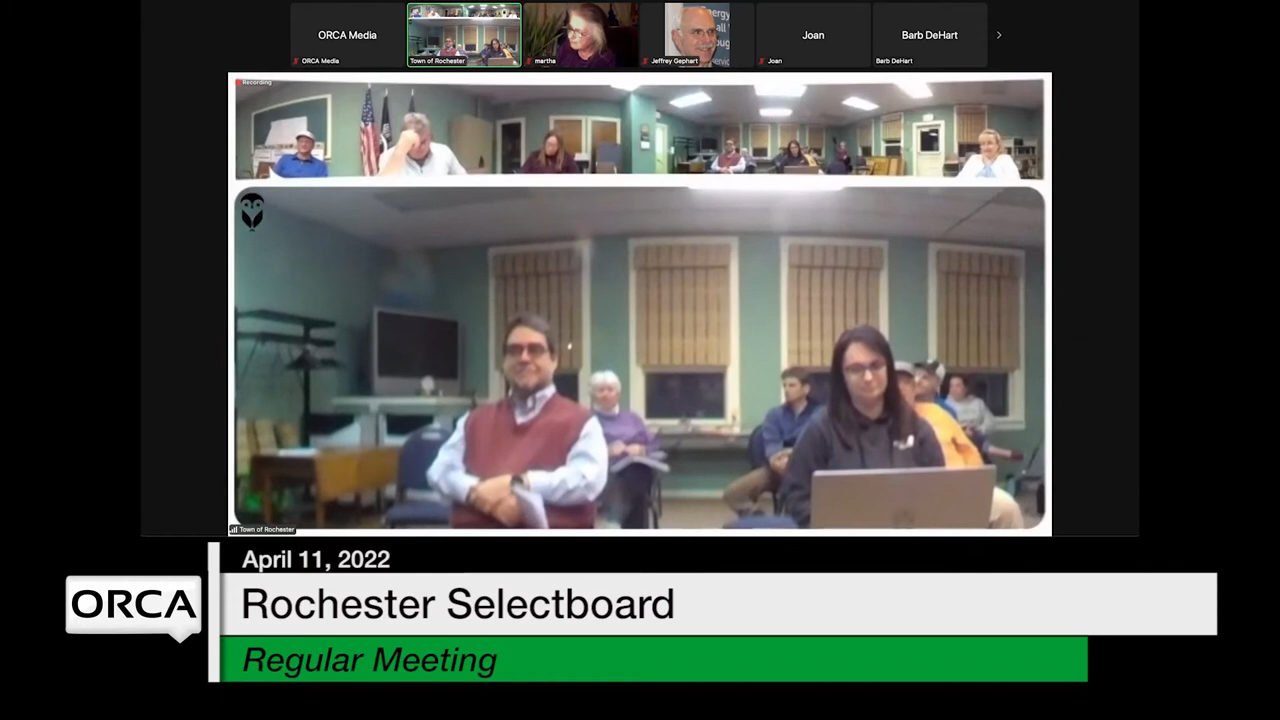 ORCA Media
Joan
Barb DeHart
ORCA Media
Town of Rochester
martha
Jeffrey Gephart
Joan
Barb DeHart
Recording
Town of Rochester
April 11, 2022
ORCA
Rochester Selectboard
Regular Meeting